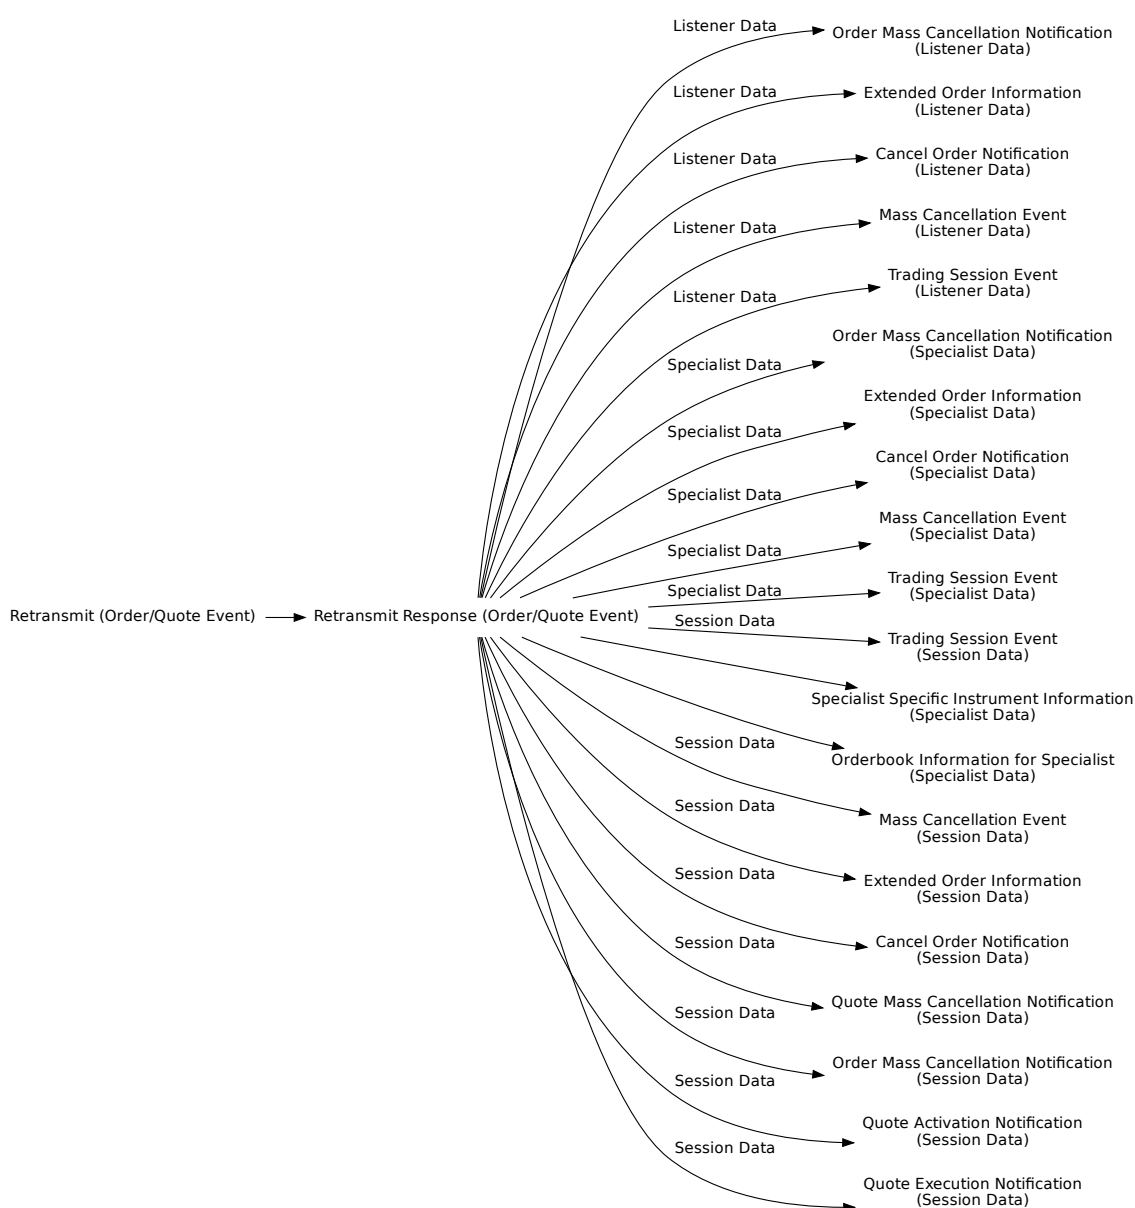 Listener Data
Order Mass Cancellation Notification
(Listener Data)
Listener Data
Extended Order Information
(Listener Data)
Listener Data
Cancel Order Notification
(Listener Data)
Listener Data
Mass Cancellation Event
(Listener Data)
Listener Data
Trading Session Event
(Listener Data)
Specialist Data
Order Mass Cancellation Notification
(Specialist Data)
Specialist Data
Extended Order Information
(Specialist Data)
Specialist Data
Cancel Order Notification
(Specialist Data)
Specialist Data
Mass Cancellation Event
(Specialist Data)
Specialist Data
Trading Session Event
(Specialist Data)
Retransmit (Order/Quote Event)
Retransmit Response (Order/Quote Event)
Session Data
Trading Session Event
(Session Data)
Specialist Specific Instrument Information
(Specialist Data)
Orderbook Information for Specialist
(Specialist Data)
Session Data
Mass Cancellation Event
(Session Data)
Session Data
Extended Order Information
(Session Data)
Session Data
Cancel Order Notification
(Session Data)
Session Data
Quote Mass Cancellation Notification
(Session Data)
Session Data
Order Mass Cancellation Notification
(Session Data)
Session Data
Quote Activation Notification
(Session Data)
Session Data
Quote Execution Notification
(Session Data)